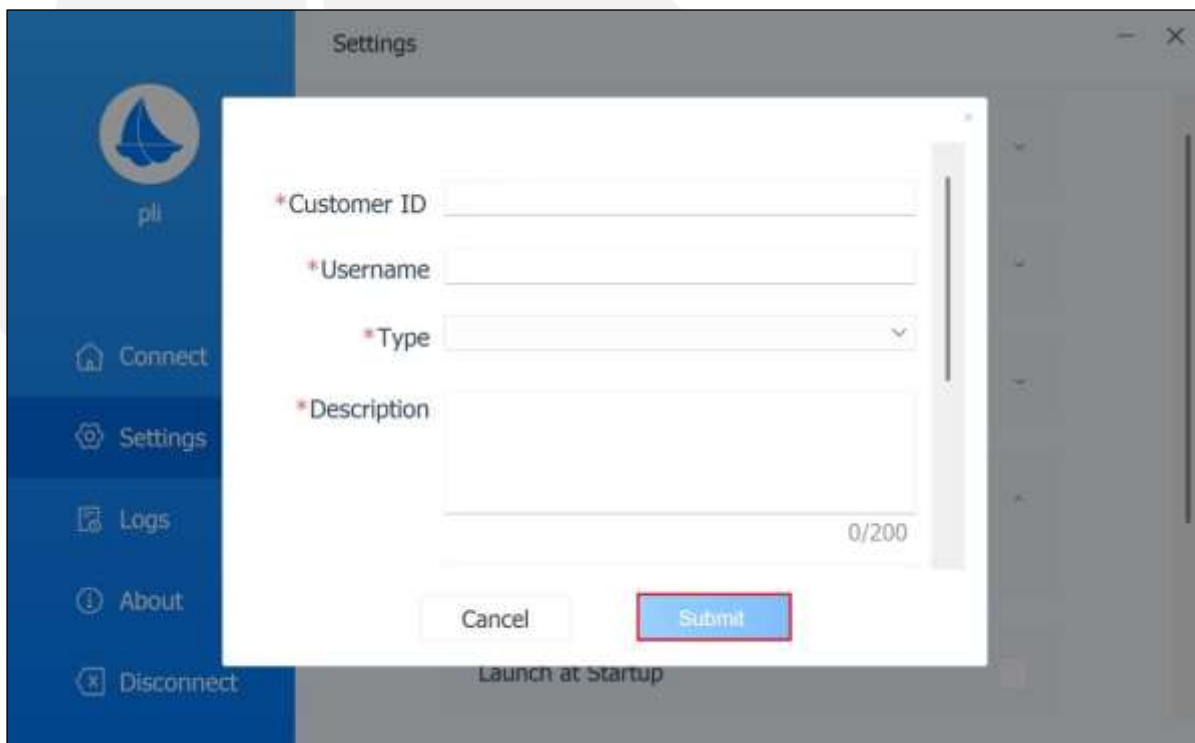 Settings
pli
*Customer ID
*Username
*Type
*Description
0/200
Cancel
Submit
Connect
Settings
Logs
About
Disconnect
Launch at Startup